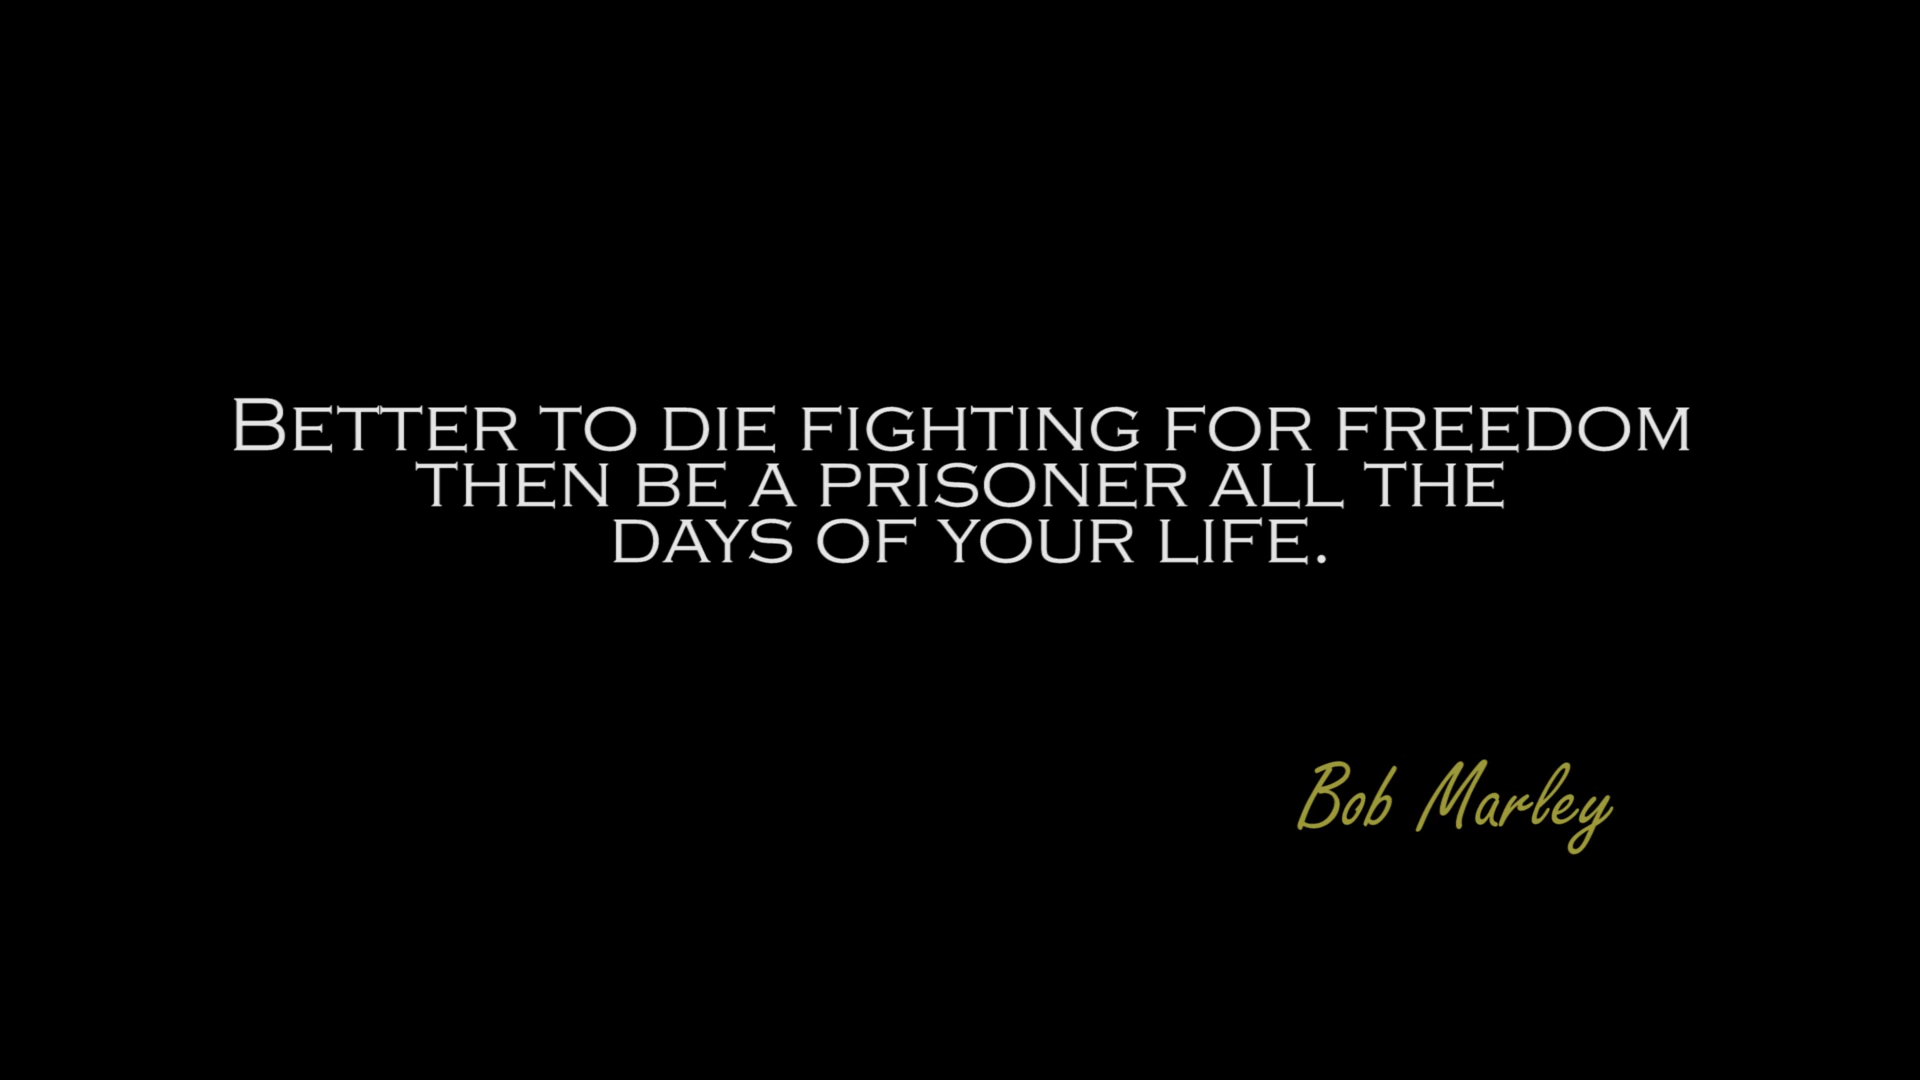 Better to die fighting for freedom
then be a prisoner all the
days of your life.
Bob Marley